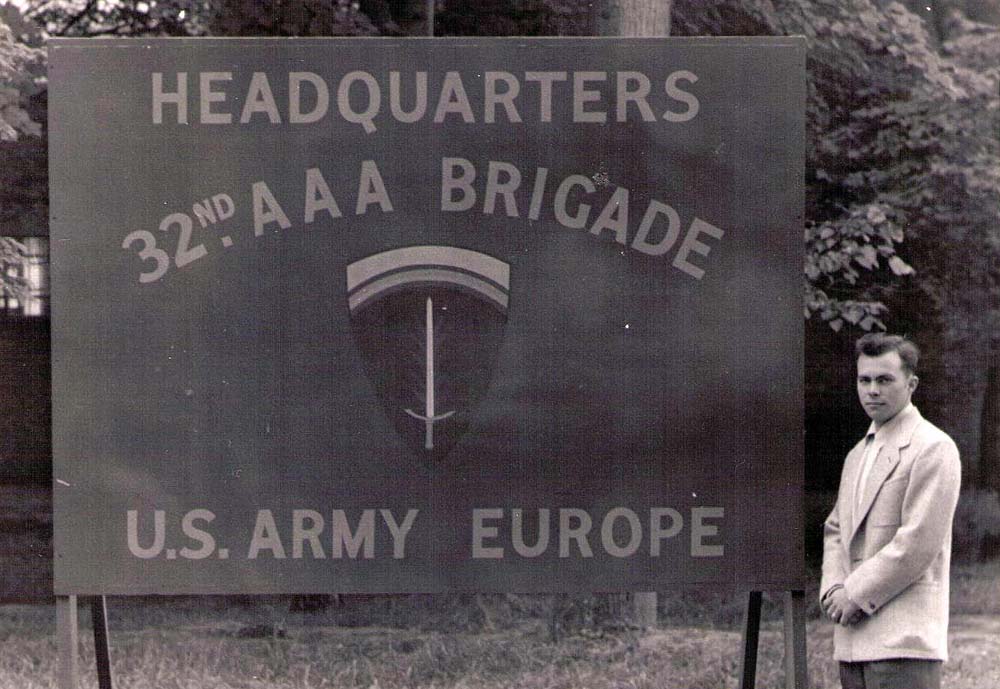 HEADQUARTERS
32ND. AAA BRIGADE
U.S. ARMY EUROPE